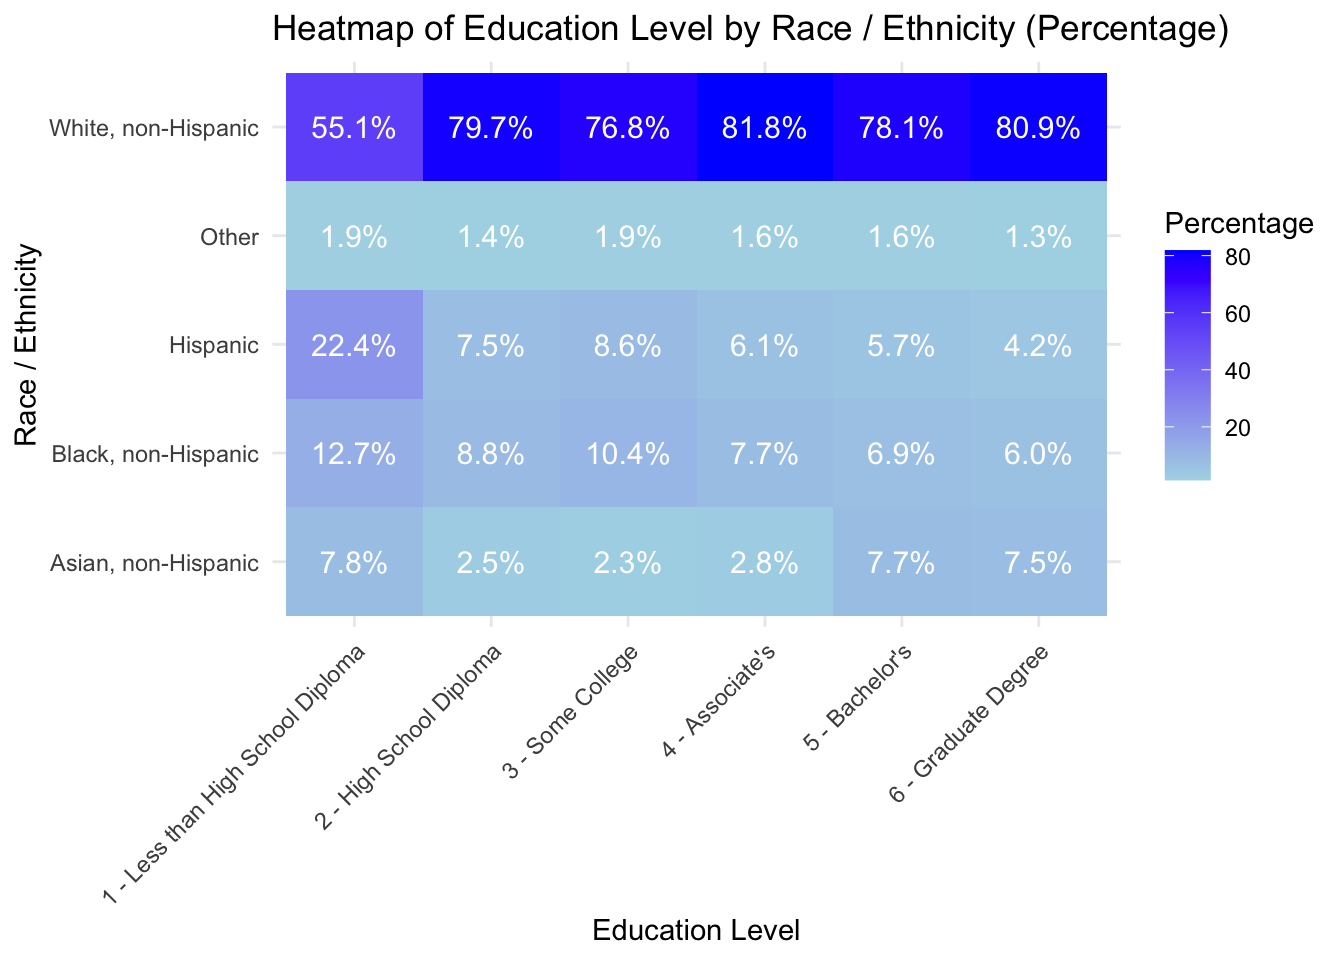 Heatmap of Education Level by Race / Ethnicity (Percentage)
Race / Ethnicity
White, non-Hispanic 55.1% 79.7% 76.8% 81.8% 78.1% 80.9%
Other 1.9% 1.4% 1.9% 1.6% 1.6% 1.3%
Hispanic 22.4% 7.5% 8.6% 6.1% 5.7% 4.2%
Black, non-Hispanic 12.7% 8.8% 10.4% 7.7% 6.9% 6.0%
Asian, non-Hispanic 7.8% 2.5% 2.3% 2.8% 7.7% 7.5%
1 - Less than High School Diploma
2 - High School Diploma
3 - Some College
4 - Associate's
5 - Bachelor's
6 - Graduate Degree
Education Level
Percentage
80
60
40
20